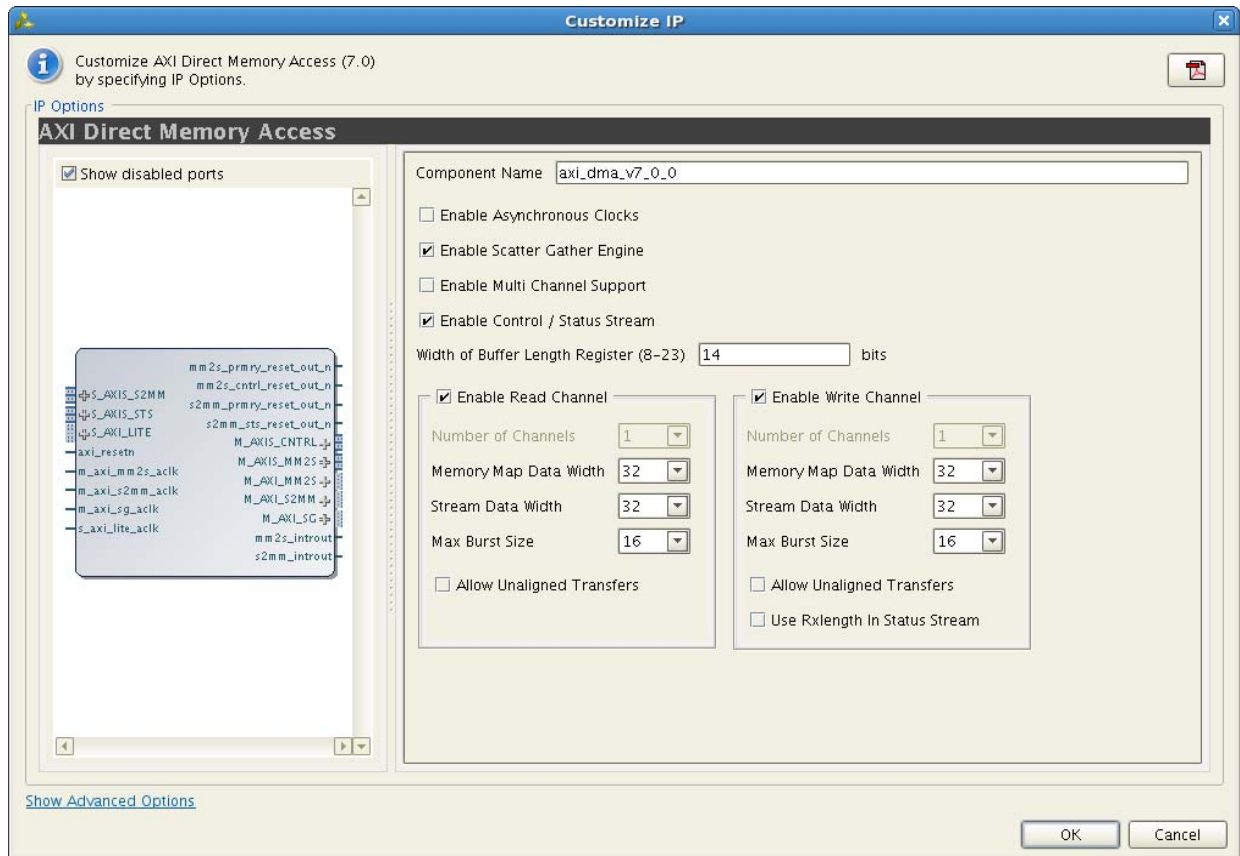 Customize IP
Customize AXI Direct Memory Access (7.0)
by specifying IP Options.
IP Options
AXI Direct Memory Access
Show disabled ports
S_AXIS_S2MM
S_AXIS_STS
S_AXI_LITE
axi_resetn
m_axi_mm2s_aclk
m_axi_s2mm_aclk
m_axi_sg_aclk
s_axi_lite_aclk
mm2s_prmry_reset_out_n
mm2s_cntrl_reset_out_n
s2mm_prmry_reset_out_n
s2mm_sts_reset_out_n
M_AXIS_CNTRL
M_AXIS_MM2S
M_AXI_MM2S
M_AXI_S2MM
M_AXI_SG
mm2s_introut
s2mm_introut
Component Name axi_dma_v7_0_0
Enable Asynchronous Clocks
Enable Scatter Gather Engine
Enable Multi Channel Support
Enable Control / Status Stream
Width of Buffer Length Register (8-23) 14 bits
Enable Read Channel
Number of Channels 1
Memory Map Data Width 32
Stream Data Width 32
Max Burst Size 16
Allow Unaligned Transfers
Enable Write Channel
Number of Channels 1
Memory Map Data Width 32
Stream Data Width 32
Max Burst Size 16
Allow Unaligned Transfers
Use Rxlength In Status Stream
Show Advanced Options
OK Cancel